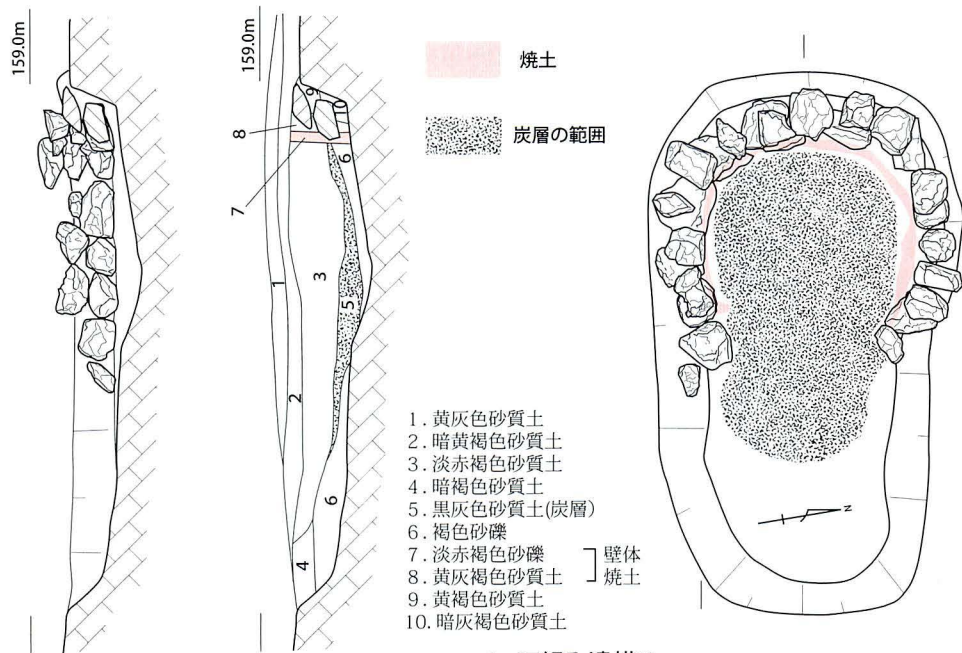 159.0m
159.0m
焼土
炭層の範囲
8
9
10
7
6
3
1
5
2
6
4
N
1. 黄灰色砂質土
2. 暗黄褐色砂質土
3. 淡赤褐色砂質土
4. 暗褐色砂質土
5. 黒灰色砂質土(炭層)
6. 褐色砂礫
7. 淡赤褐色砂礫 壁体
8. 黄灰褐色砂質土 焼土
9. 黄褐色砂質土
10. 暗灰褐色砂質土